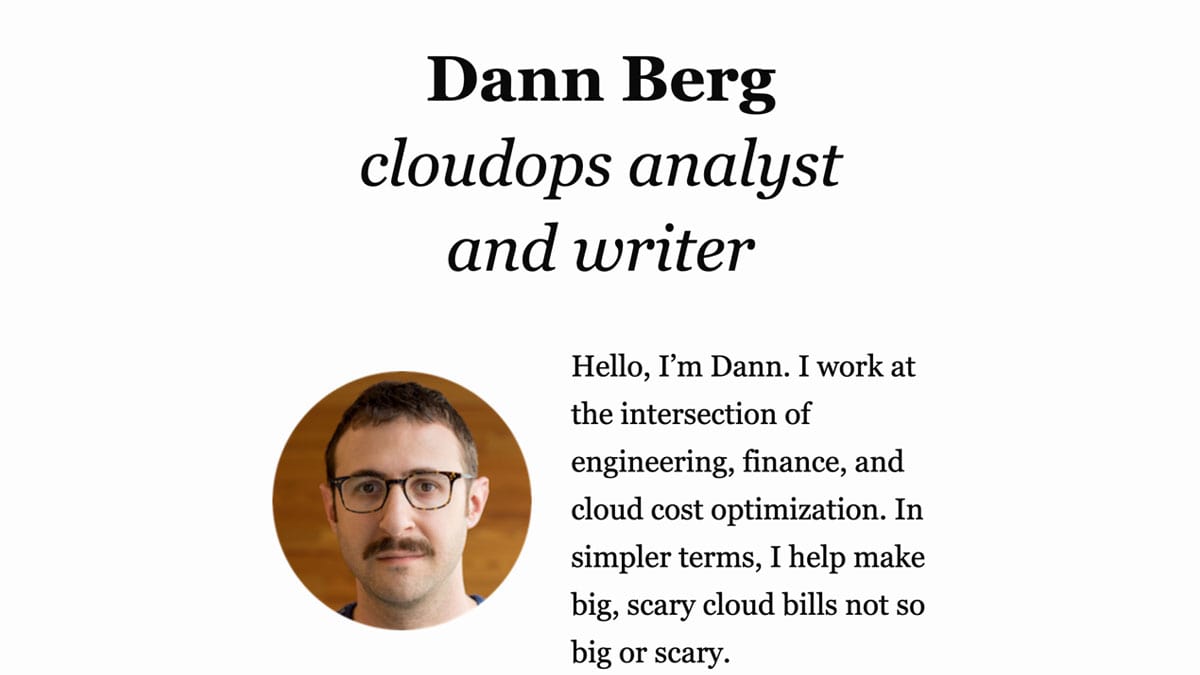 Dann Berg
cloudops analyst
and writer
Hello, I’m Dann. I work at
the intersection of
engineering, finance, and
cloud cost optimization. In
simpler terms, I help make
big, scary cloud bills not so
big or scary.